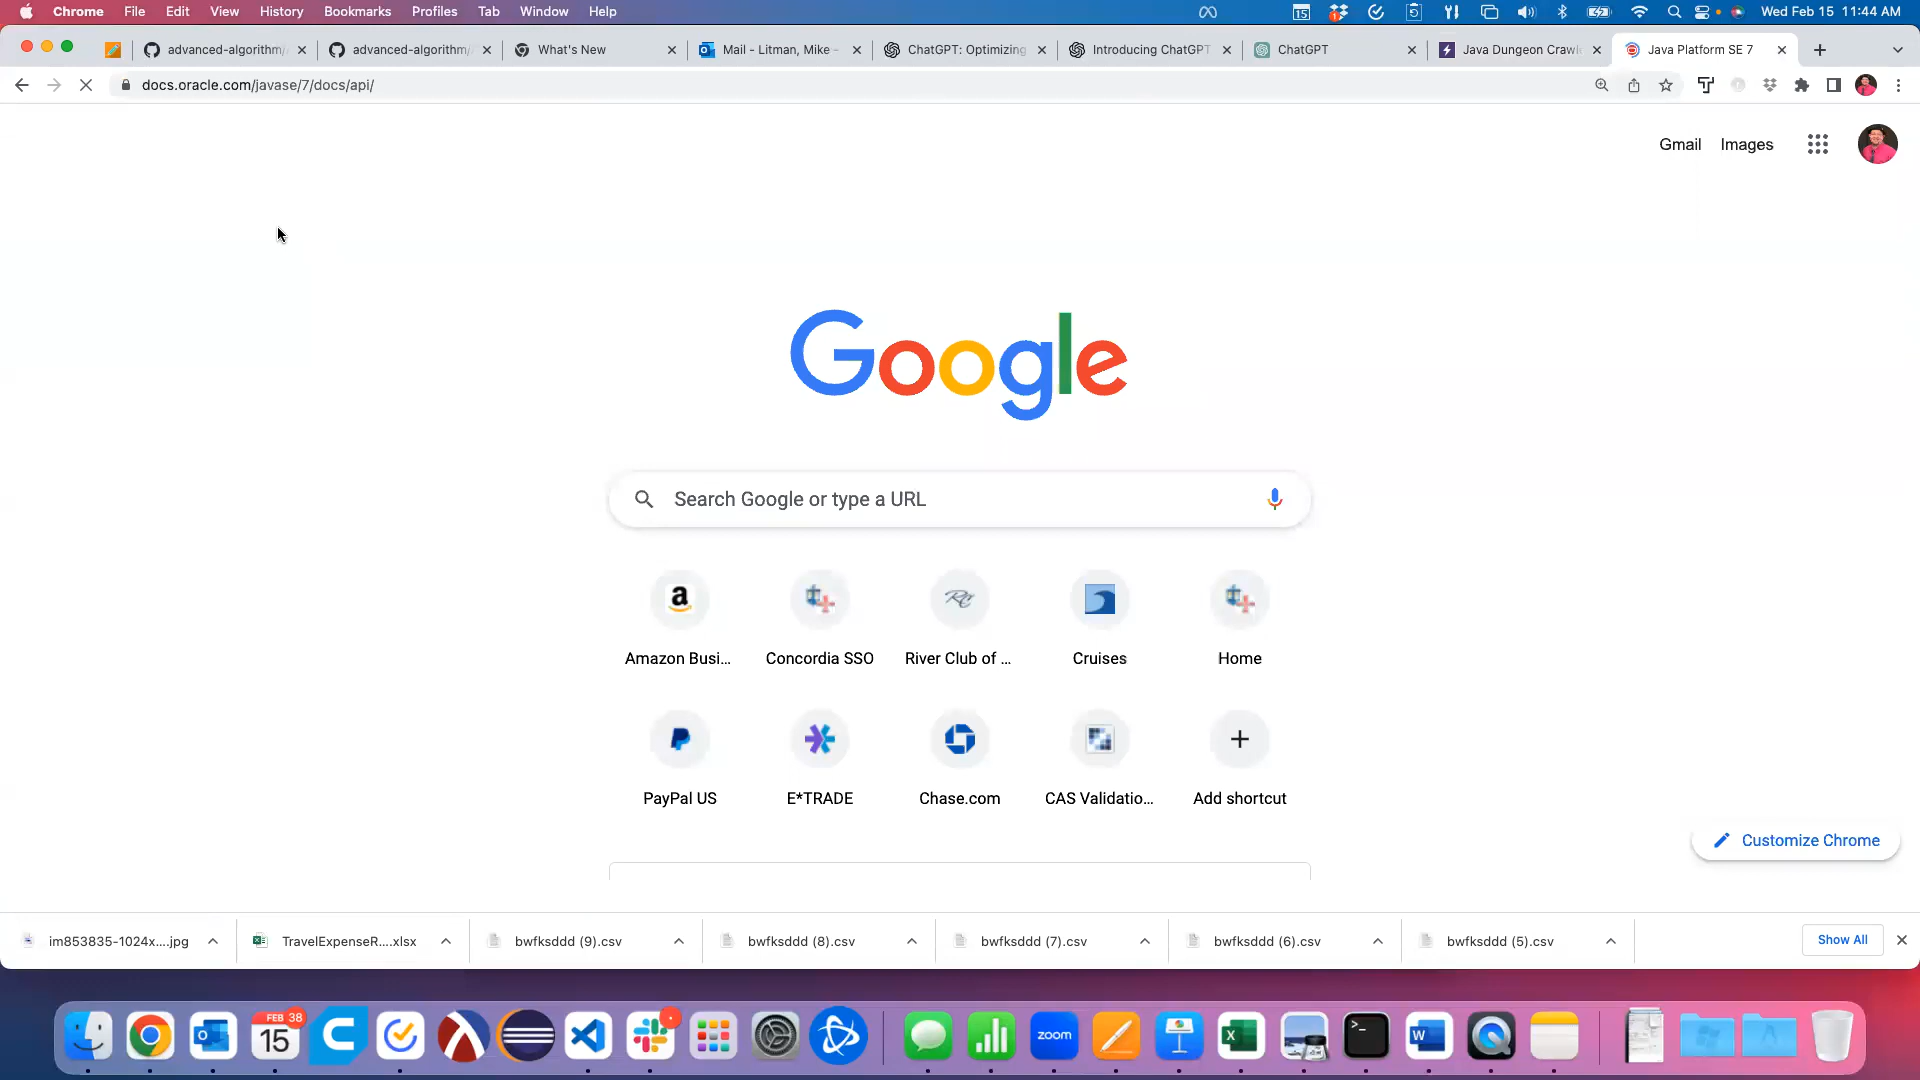 Chrome File Edit View History Bookmarks Profiles Tab Window Help 15 1 Wed Feb 15 11:44 AM
advanced-algorithm/ advanced-algorithm/ What's New Mail - Litman, Mike - ChatGPT: Optimizing Introducing ChatGPT ChatGPT Java Dungeon Crawl Java Platform SE 7
docs.oracle.com/javase/7/docs/api/
Gmail Images
Google
Search Google or type a URL
Amazon Busi... Concordia SSO River Club of ... Cruises Home
PayPal US E*TRADE Chase.com CAS Validatio... Add shortcut
Customize Chrome
im853835-1024x....jpg TravelExpenseR....xlsx bwfksddd (9).csv bwfksddd (8).csv bwfksddd (7).csv bwfksddd (6).csv bwfksddd (5).csv Show All
FEB 38
15
zoom